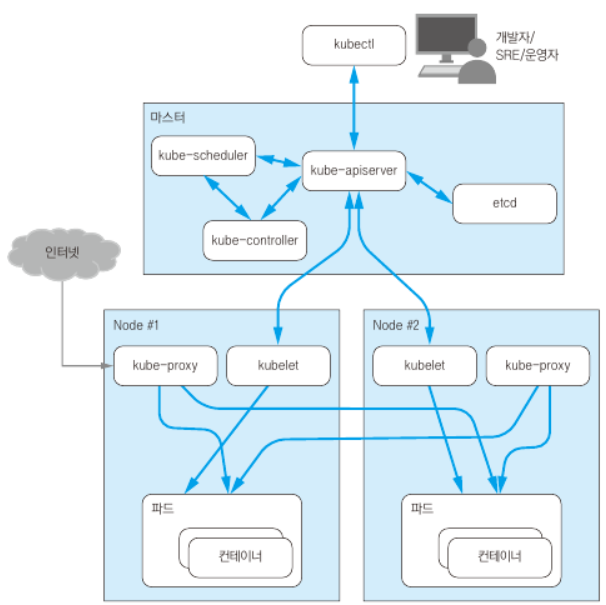 kubectl
개발자/
SRE/운영자
마스터
kube-scheduler
kube-apiserver
etcd
kube-controller
인터넷
Node #1
kube-proxy
kubelet
파드
컨테이너
Node #2
kubelet
kube-proxy
파드
컨테이너